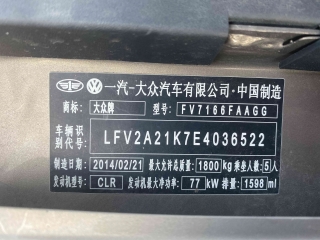 一汽-大众汽车有限公司·中国制造
商标: 大众牌 型号: FV7166FAAGG
车辆识别代号: LFV2A21K7E4036522
制造日期 2014/02/21 最大允许总质量: 1800 kg 乘坐人数: 5 人
发动机型号 CLR 发动机最大净功率: 77 kW 排量: 1598 ml